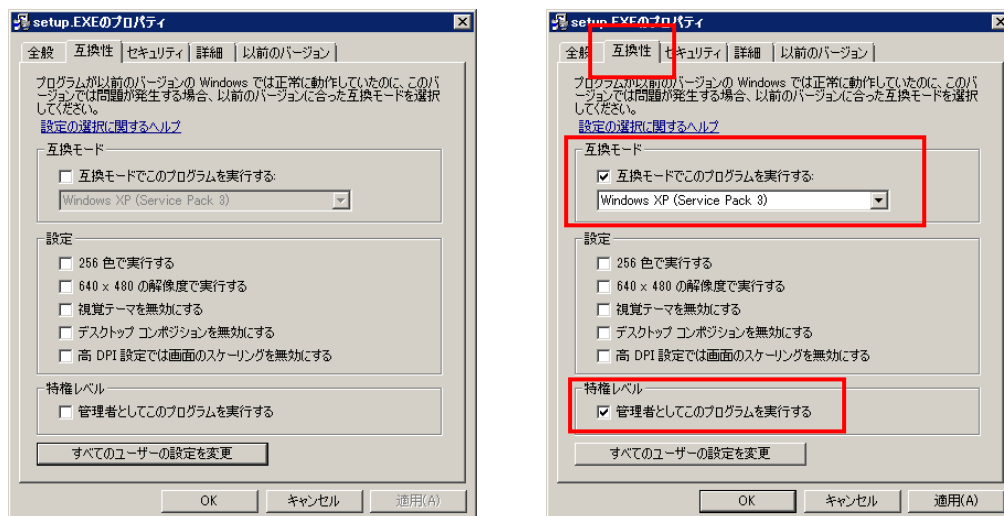 setup.EXEのプロパティ
全般 互換性 セキュリティ 詳細 以前のバージョン
プログラムが以前のバージョンの Windows では正常に動作していたのに、このバ
ージョンでは問題が発生する場合、以前のバージョンに合った互換モードを選択
してください。
設定の選択に関するヘルプ
互換モード
互換モードでこのプログラムを実行する:
Windows XP (Service Pack 3)
設定
256 色で実行する
640 x 480 の解像度で実行する
視覚テーマを無効にする
デスクトップ コンポジションを無効にする
高 DPI 設定では画面のスケーリングを無効にする
特権レベル
管理者としてこのプログラムを実行する
すべてのユーザーの設定を変更
OK キャンセル 適用(A)
setup.EXEのプロパティ
全般 互換性 セキュリティ 詳細 以前のバージョン
プログラムが以前のバージョンの Windows では正常に動作していたのに、このバ
ージョンでは問題が発生する場合、以前のバージョンに合った互換モードを選択
してください。
設定の選択に関するヘルプ
互換モード
互換モードでこのプログラムを実行する:
Windows XP (Service Pack 3)
設定
256 色で実行する
640 x 480 の解像度で実行する
視覚テーマを無効にする
デスクトップ コンポジションを無効にする
高 DPI 設定では画面のスケーリングを無効にする
特権レベル
管理者としてこのプログラムを実行する
すべてのユーザーの設定を変更
OK キャンセル 適用(A)